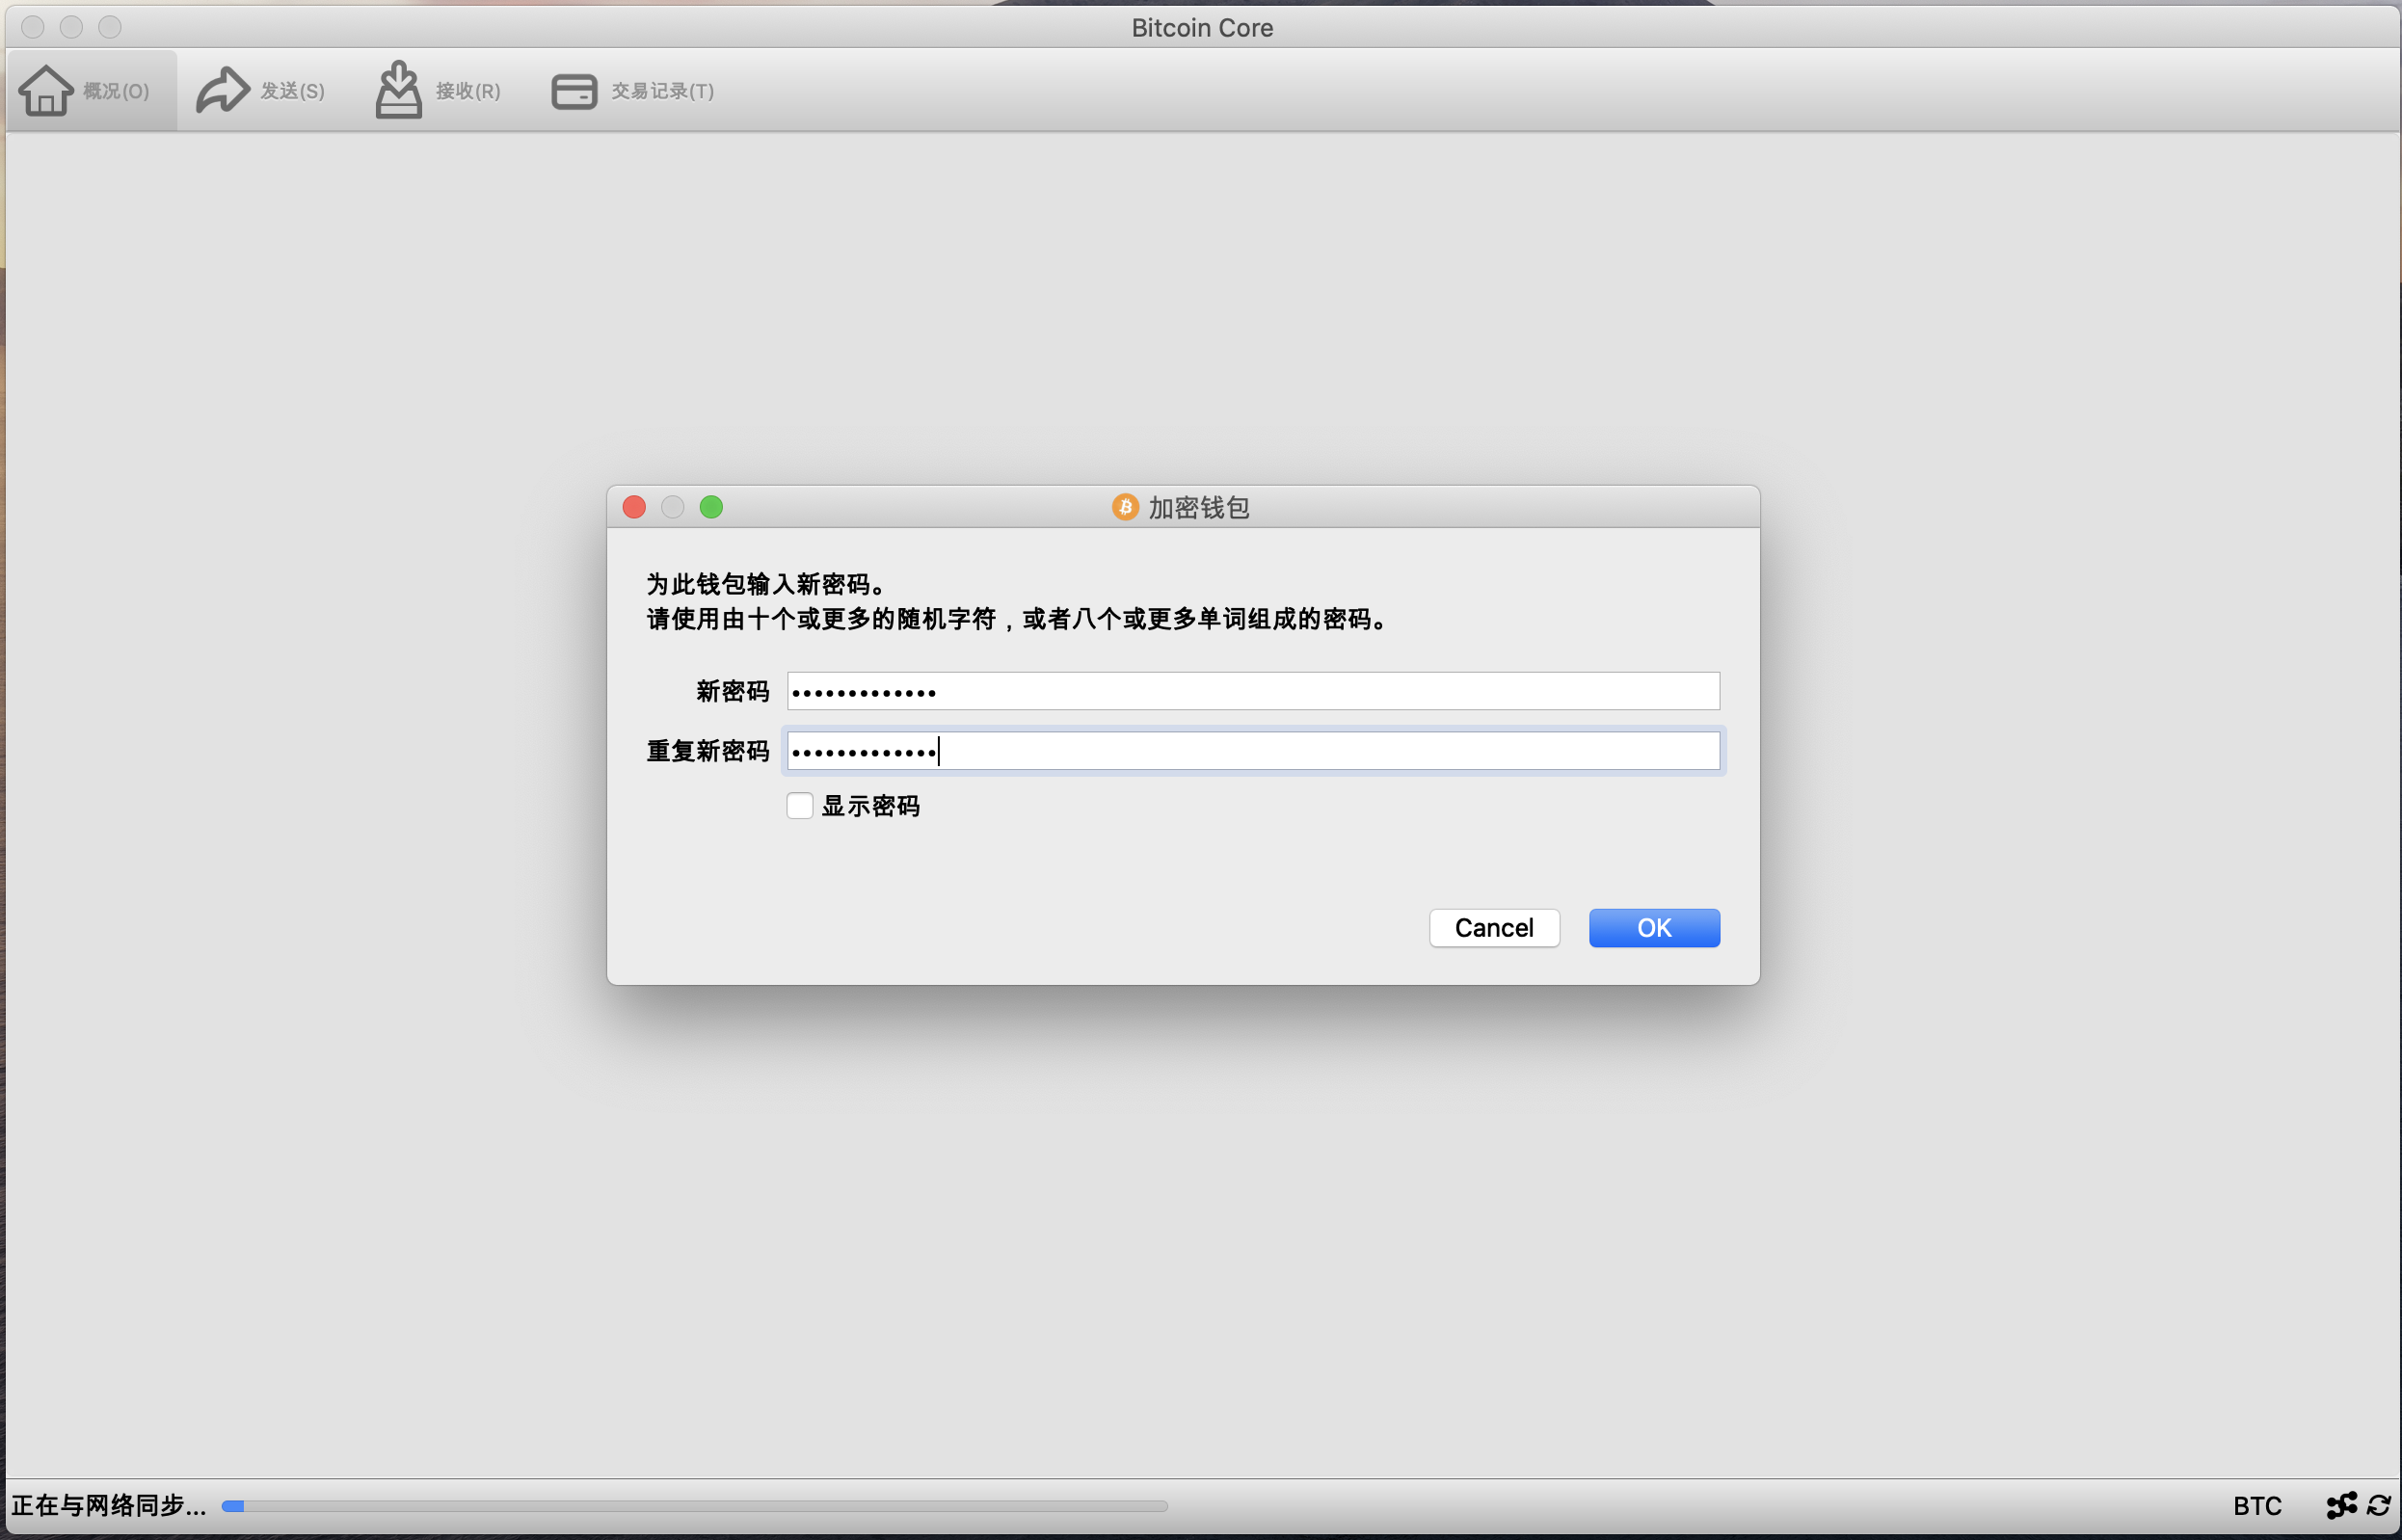 Bitcoin Core
概况(O) 发送(S) 接收(R) 交易记录(T)
加密钱包
为此钱包输入新密码。
请使用由十个或更多的随机字符，或者八个或更多单词组成的密码。
新密码 •••••••••••••
重复新密码 •••••••••••••
显示密码
Cancel OK
正在与网络同步... BTC